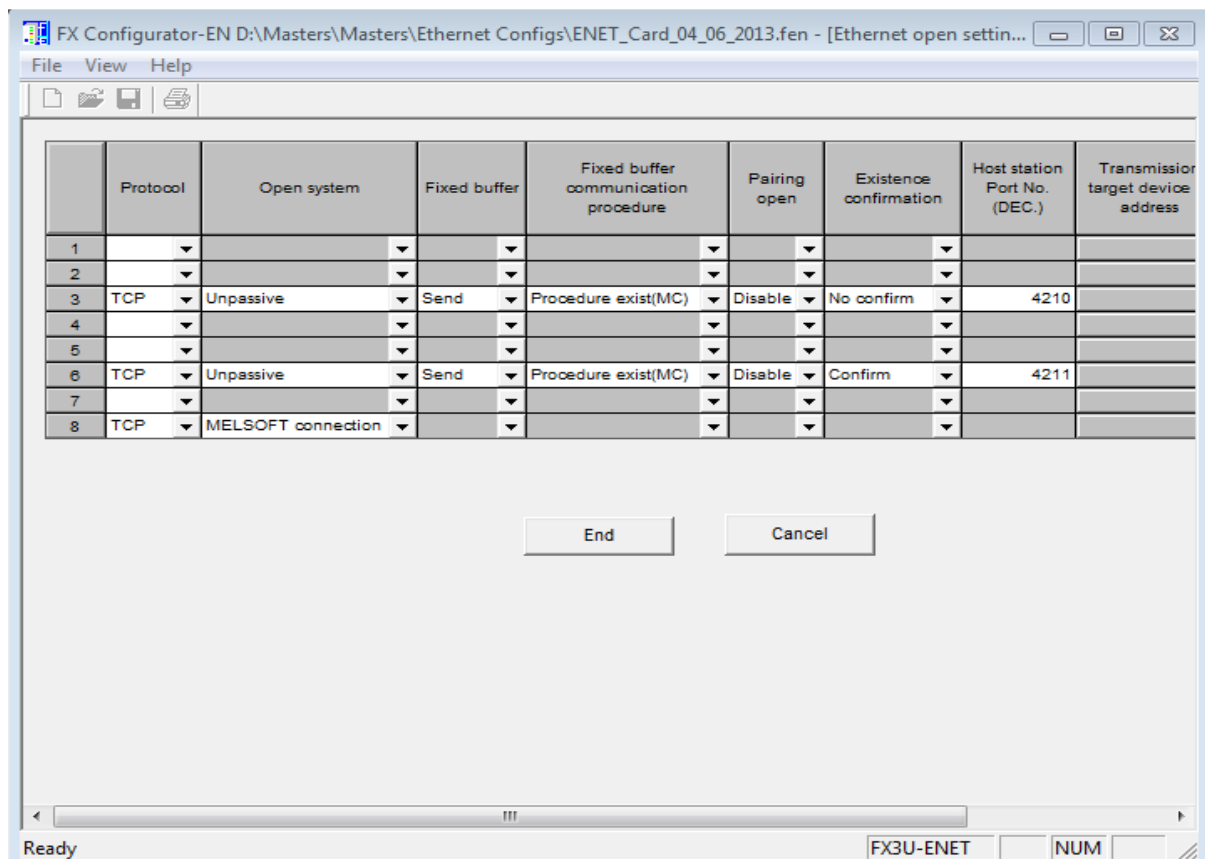 FX Configurator-EN D:\Masters\Masters\Ethernet Configs\ENET_Card_04_06_2013.fen - [Ethernet open settin...
File View Help
Protocol Open system Fixed buffer Fixed buffer communication procedure Pairing open Existence confirmation Host station Port No. (DEC.) Transmission target device address
1
2
3 TCP Unpassive Send Procedure exist(MC) Disable No confirm 4210
4
5
6 TCP Unpassive Send Procedure exist(MC) Disable Confirm 4211
7
8 TCP MELSOFT connection
End Cancel
Ready FX3U-ENET NUM